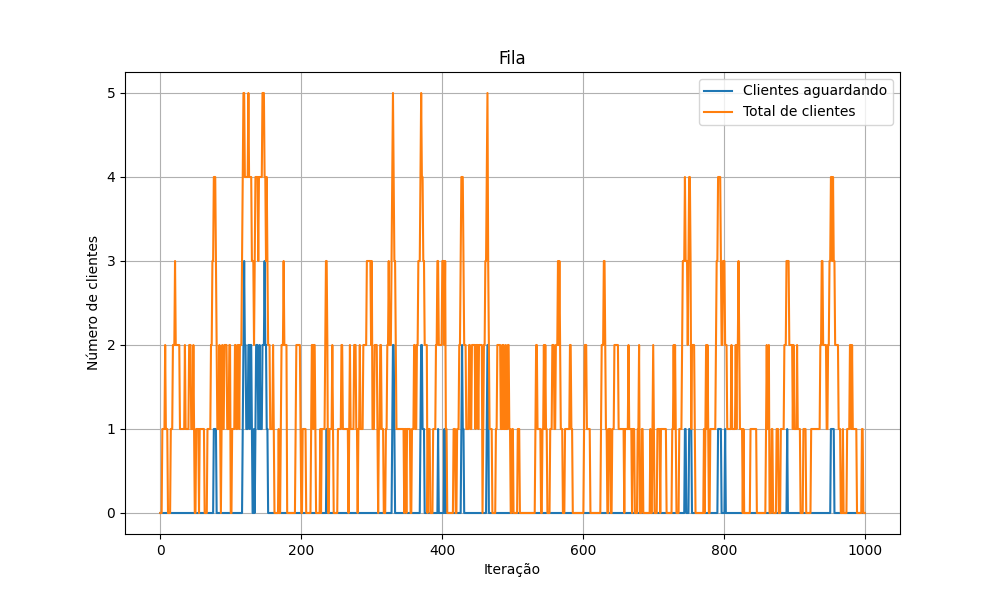 Fila
Clientes aguardando
Total de clientes
Número de clientes
5
4
3
2
1
0
0 200 400 600 800 1000
Iteração